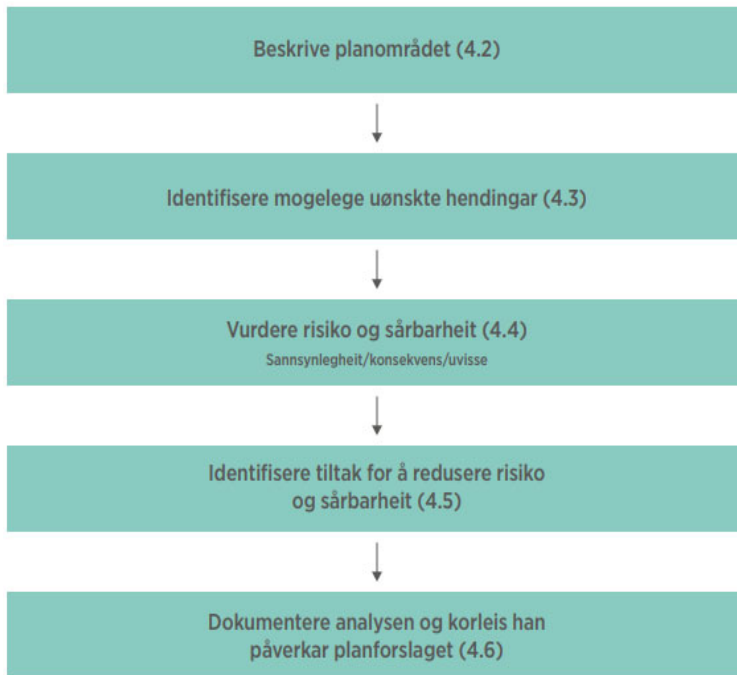 Beskrive planområdet (4.2)
Identifisere mogelege uønskte hendingar (4.3)
Vurdere risiko og sårbarheit (4.4)
Sannsynlegheit/konsekvens/uvisse
Identifisere tiltak for å redusere risiko
og sårbarheit (4.5)
Dokumentere analysen og korleis han
påverkar planforslaget (4.6)